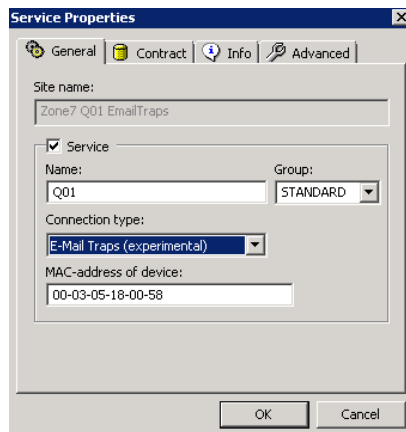 Service Properties
General Contract Info Advanced
Site name:
Zone7 Q01 EmailTraps
Service
Name: Group:
Q01 STANDARD
Connection type:
E-Mail Traps (experimental)
MAC-address of device:
00-03-05-18-00-58
OK Cancel